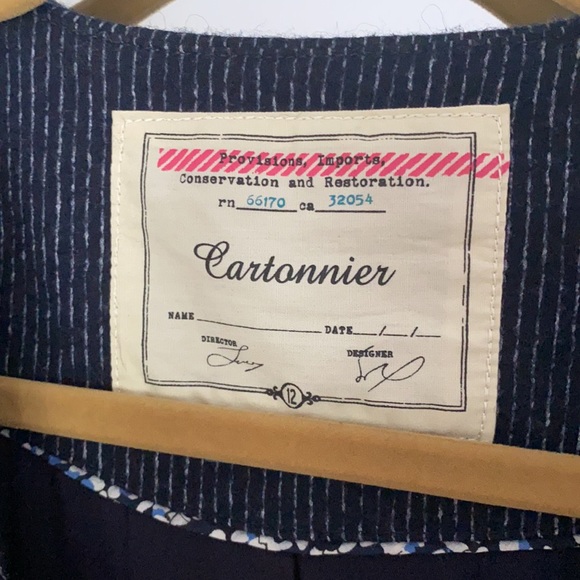 Provisions, Imports,
Conservation and Restoration.
rn 66170 ca 32054
Cartonnier
NAME DATE / /
DIRECTOR DESIGNER
12